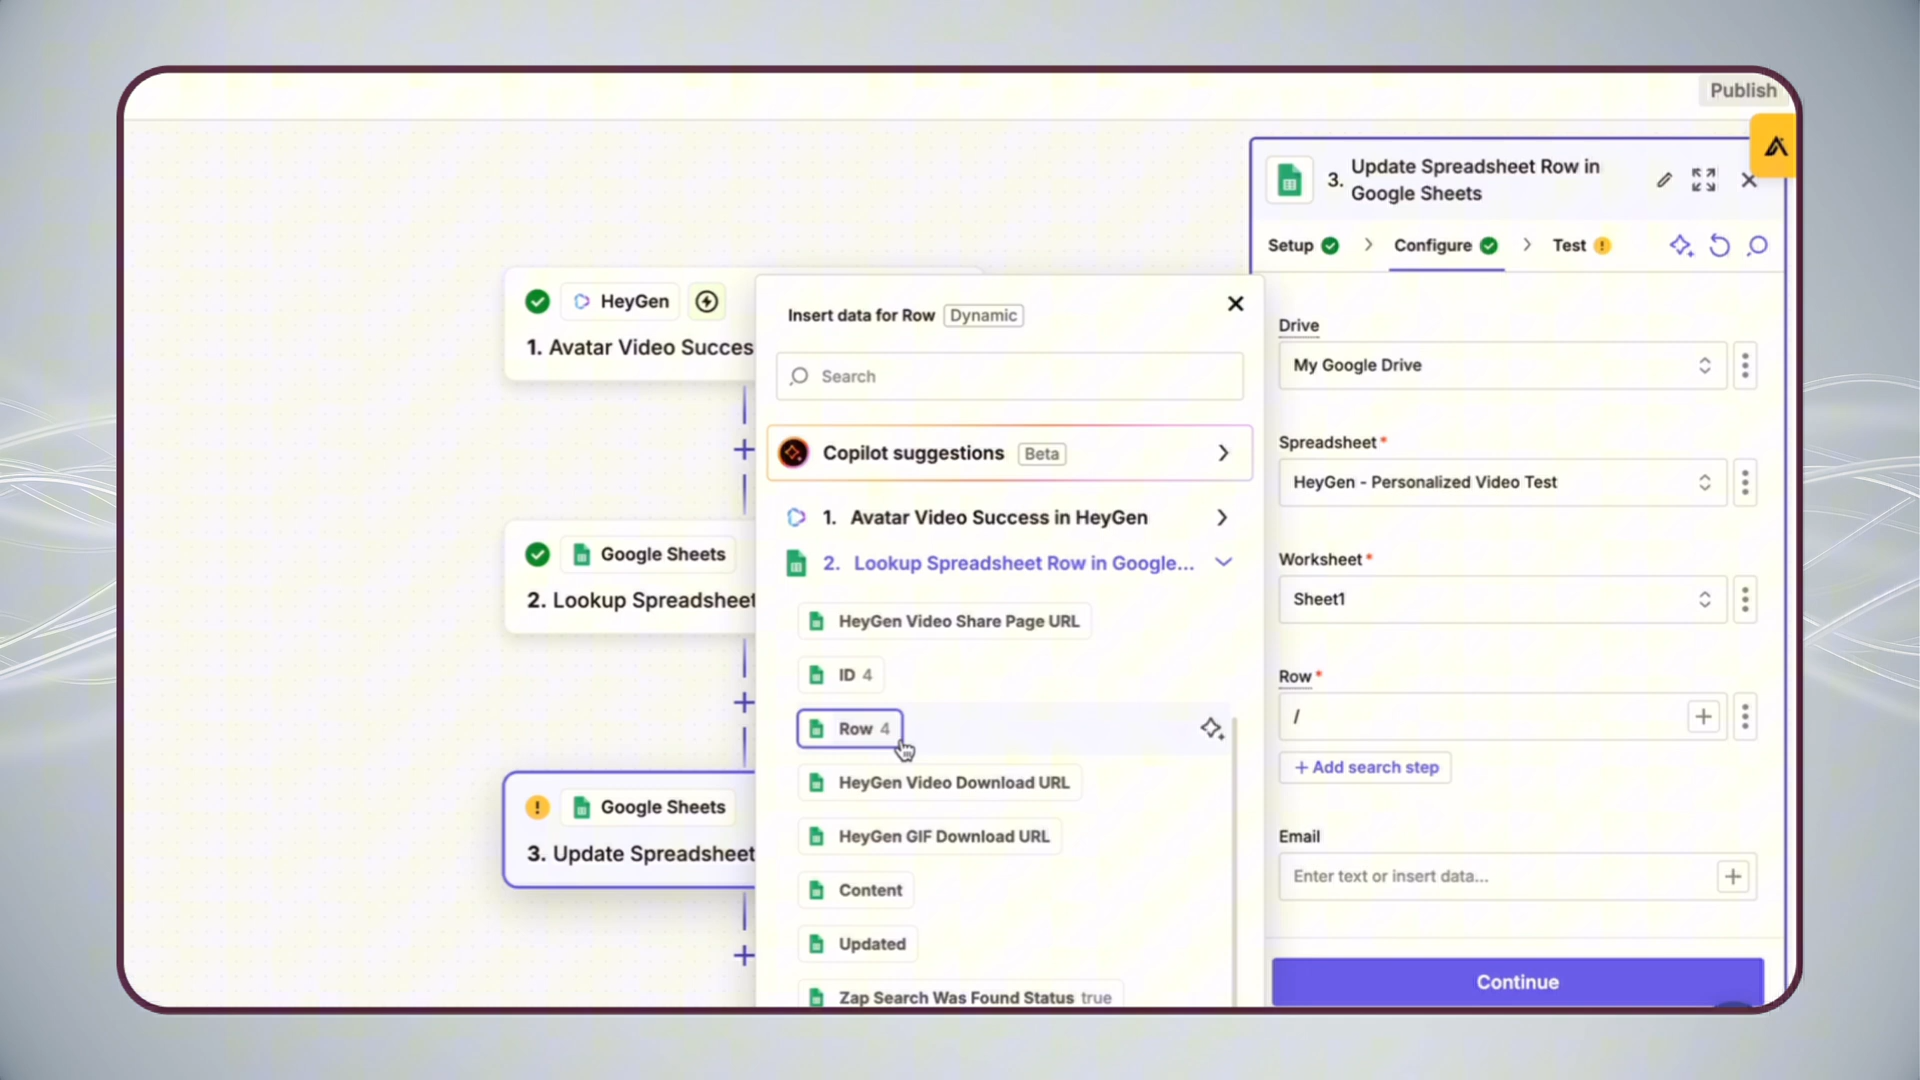 Publish
3. Update Spreadsheet Row in
Google Sheets
Setup
Configure
Test
HeyGen
1. Avatar Video Succes
Google Sheets
2. Lookup Spreadsheet
Google Sheets
3. Update Spreadsheet
Insert data for Row Dynamic
Search
Copilot suggestions Beta
1. Avatar Video Success in HeyGen
2. Lookup Spreadsheet Row in Google...
HeyGen Video Share Page URL
ID 4
Row 4
HeyGen Video Download URL
HeyGen GIF Download URL
Content
Updated
Zap Search Was Found Status true
Drive
My Google Drive
Spreadsheet*
HeyGen - Personalized Video Test
Worksheet*
Sheet1
Row*
/
+ Add search step
Email
Enter text or insert data...
Continue